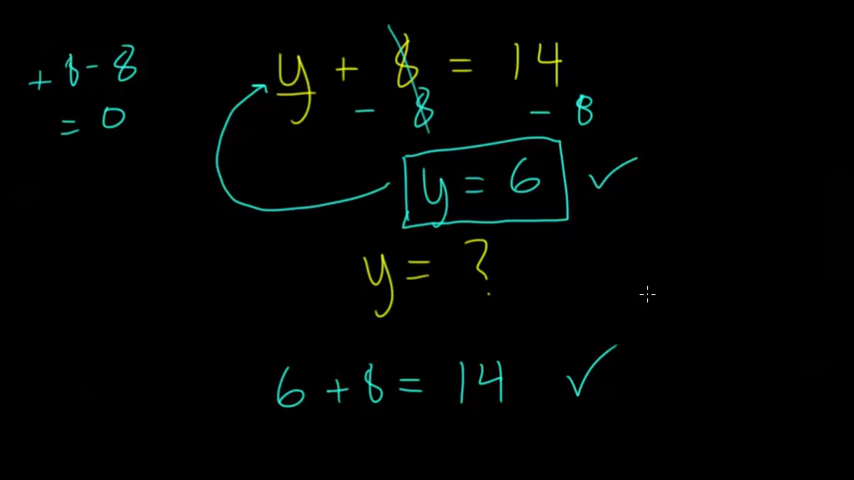 +8-8
= 0
y + 8 = 14
- 8 - 8
y = 6 ✓
y = ?
6 + 8 = 14 ✓